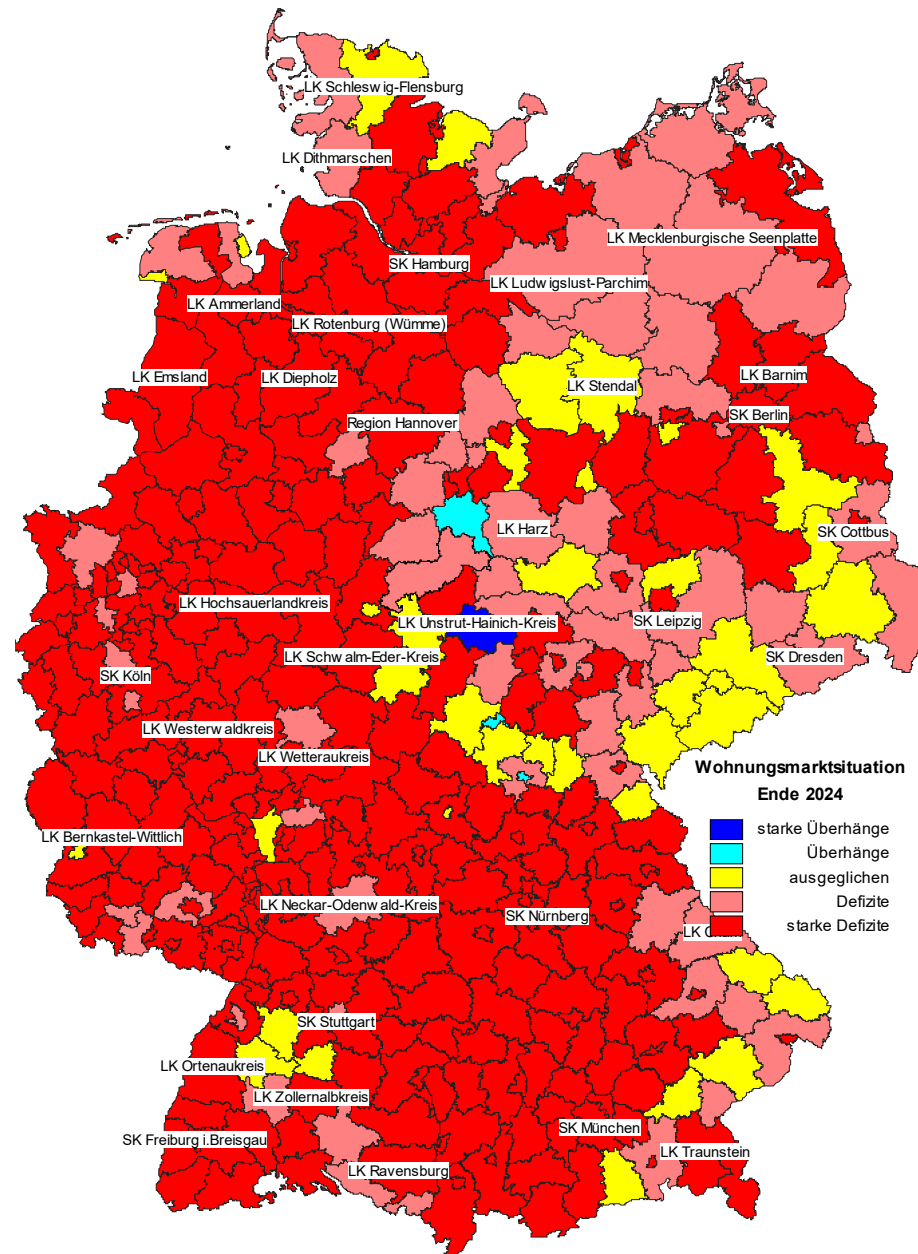 LK Schleswig-Flensburg
LK Dithmarschen
LK Mecklenburgische Seenplatte
SK Hamburg
LK Ludwigslust-Parchim
LK Ammerland
LK Rotenburg (Wümme)
LK Emsland
LK Diepholz
LK Stendal
LK Barnim
SK Berlin
Region Hannover
LK Harz
SK Cottbus
LK Hochsauerlandkreis
LK Unstrut-Hainich-Kreis
SK Leipzig
LK Schwalm-Eder-Kreis
SK Dresden
SK Köln
LK Westerwaldkreis
LK Wetteraukreis
Wohnungsmarktsituation
Ende 2024
starke Überhänge
Überhänge
ausgeglichen
Defizite
starke Defizite
LK Bernkastel-Wittlich
LK Neckar-Odenwald-Kreis
SK Nürnberg
LK
SK Stuttgart
LK Ortenaukreis
LK Zollernalbkreis
SK Freiburg i.Breisgau
SK München
LK Traunstein
LK Ravensburg